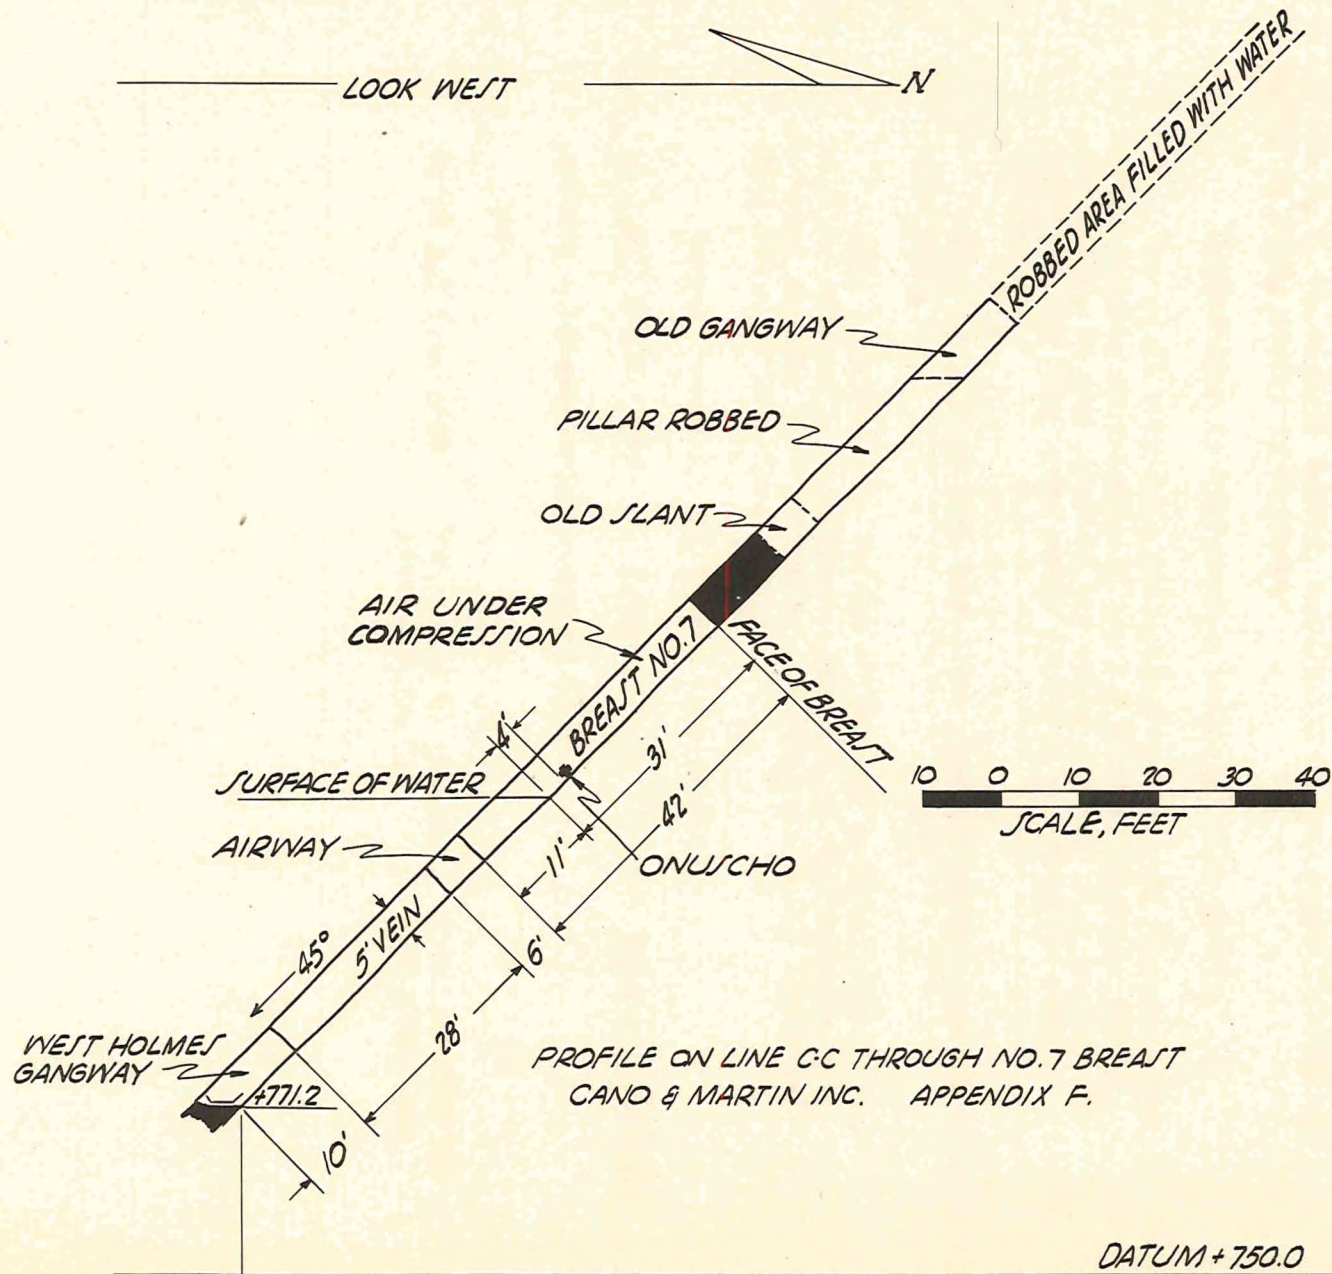 LOOK WEST
N
ROBBED AREA FILLED WITH WATER
OLD GANGWAY
PILLAR ROBBED
OLD SLANT
AIR UNDER
COMPRESSION
BREAST NO.7
FACE OF BREAST
4'
31'
SURFACE OF WATER
42'
10 0 10 20 30 40
SCALE, FEET
AIRWAY
11'
ONUSCHO
5' VEIN
45°
6'
28'
WEST HOLMES
GANGWAY
+771.2
10'
PROFILE ON LINE C-C THROUGH NO.7 BREAST
CANO & MARTIN INC. APPENDIX F.
DATUM + 750.0